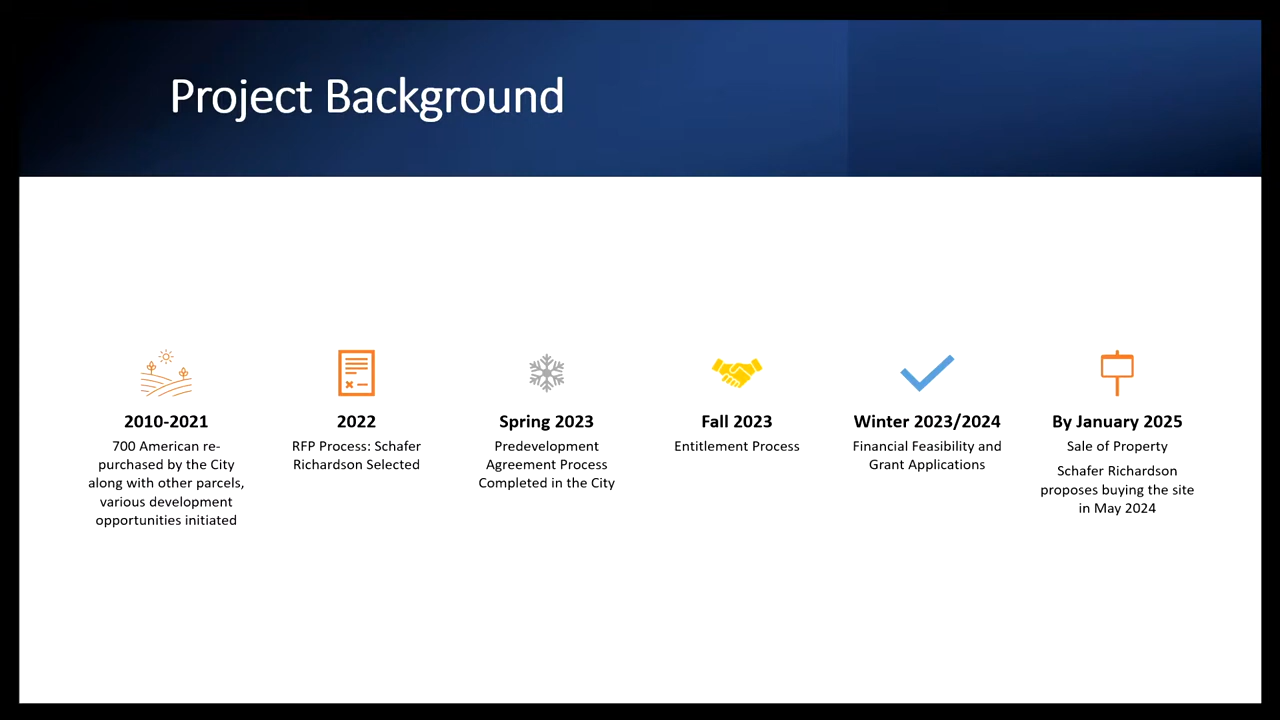 Project Background
2010-2021
700 American re-
purchased by the City
along with other parcels,
various development
opportunities initiated
2022
RFP Process: Schafer
Richardson Selected
Spring 2023
Predevelopment
Agreement Process
Completed in the City
Fall 2023
Entitlement Process
Winter 2023/2024
Financial Feasibility and
Grant Applications
By January 2025
Sale of Property
Schafer Richardson
proposes buying the site
in May 2024